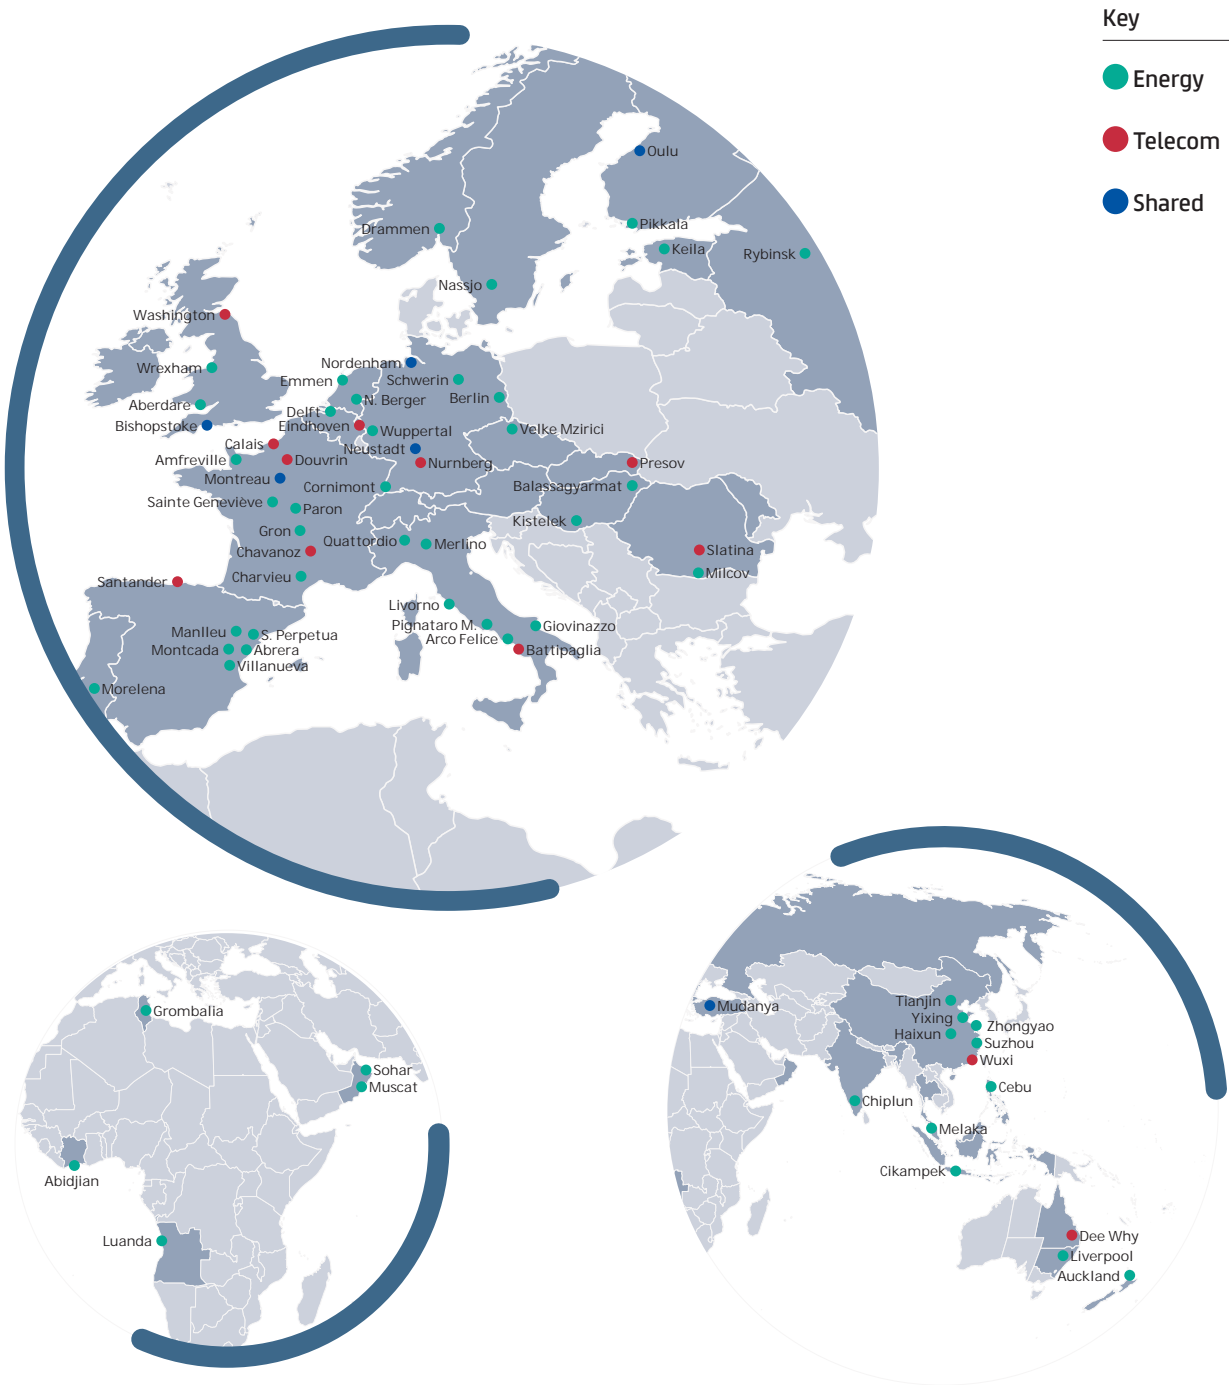 Key
Energy
Telecom
Shared
Oulu
Pikkala
Drammen
Keila
Rybinsk
Nassjo
Washington
Nordenham
Wrexham
Emmen
Schwerin
N. Berger
Berlin
Aberdare
Delft
Bishopstoke
Eindhoven
Wuppertal
Velke Mzirici
Calais
Neustadt
Amfreville
Douvrin
Nurnberg
Presov
Montreau
Cornimont
Balassagyarmat
Sainte Geneviève
Paron
Kistelek
Gron
Quattordio
Merlino
Chavanoz
Slatina
Charvieu
Milcov
Santander
Livorno
Pignataro M.
Giovinazzo
Manlleu
S. Perpetua
Arco Felice
Montcada
Abrera
Battipaglia
Villanueva
Morelena
Tianjin
Mudanya
Grombalia
Yixing
Zhongyao
Haixun
Suzhou
Wuxi
Sohar
Muscat
Cebu
Chiplun
Melaka
Cikampek
Abidjian
Luanda
Dee Why
Liverpool
Auckland